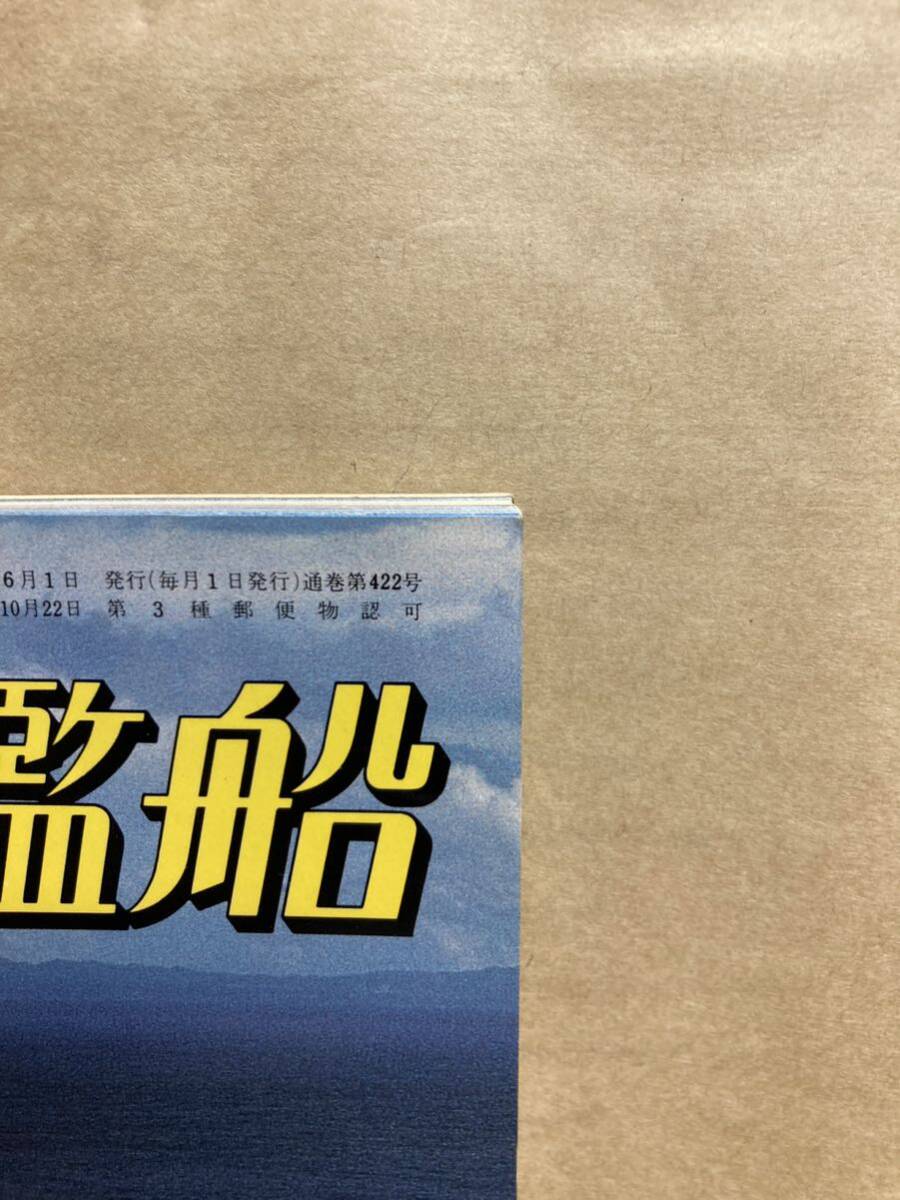 6月1日 発行(毎月1日発行)通巻第422号
10月22日 第3種郵便物認可
艦船